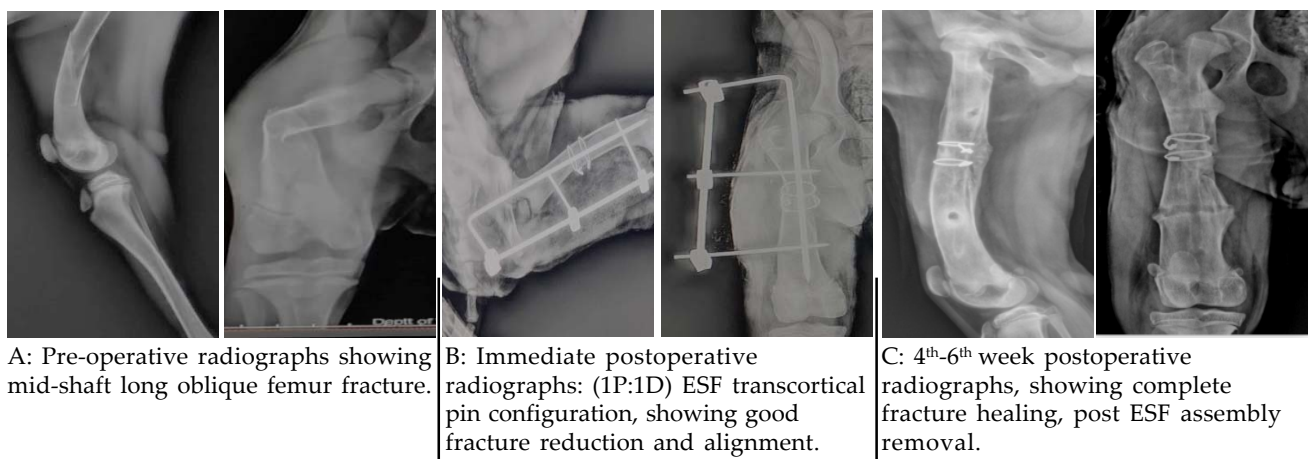 Deptt of
A: Pre-operative radiographs showing
mid-shaft long oblique femur fracture.
B: Immediate postoperative
radiographs: (1P:1D) ESF transcortical
pin configuration, showing good
fracture reduction and alignment.
C: 4th-6th week postoperative
radiographs, showing complete
fracture healing, post ESF assembly
removal.